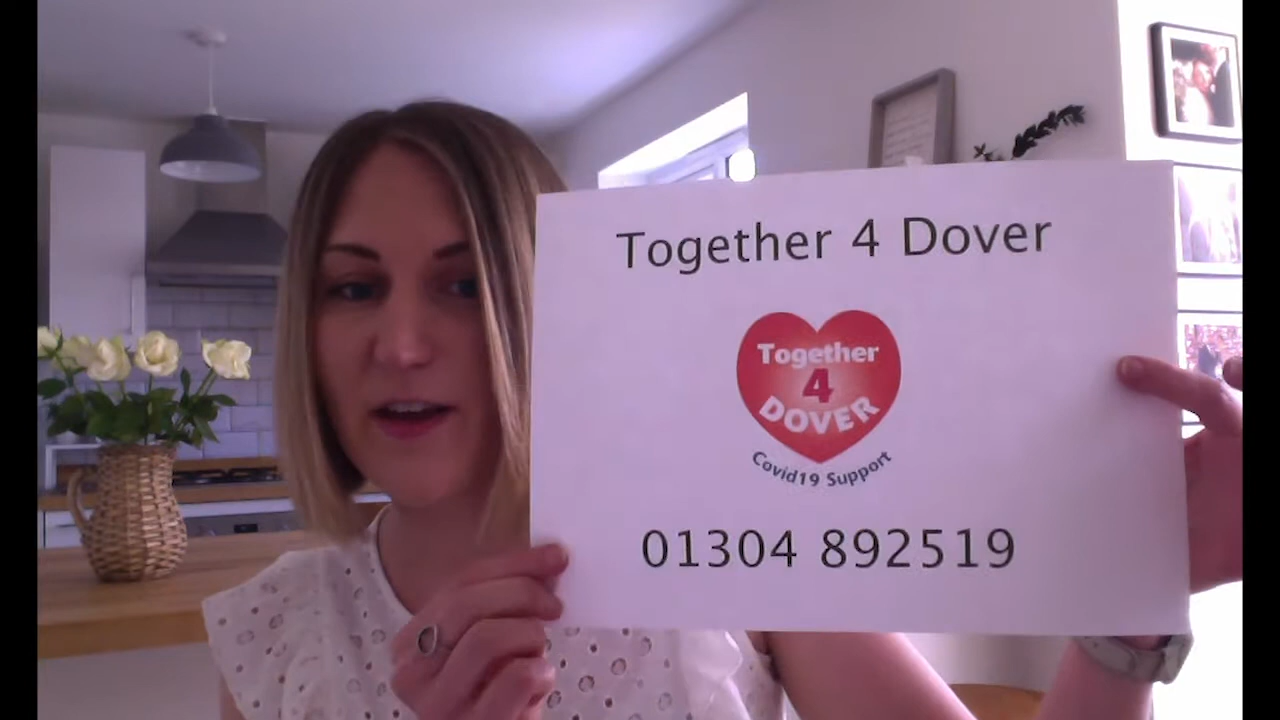 Together 4 Dover
Together
4
DOVER
Covid19 Support
01304 892519